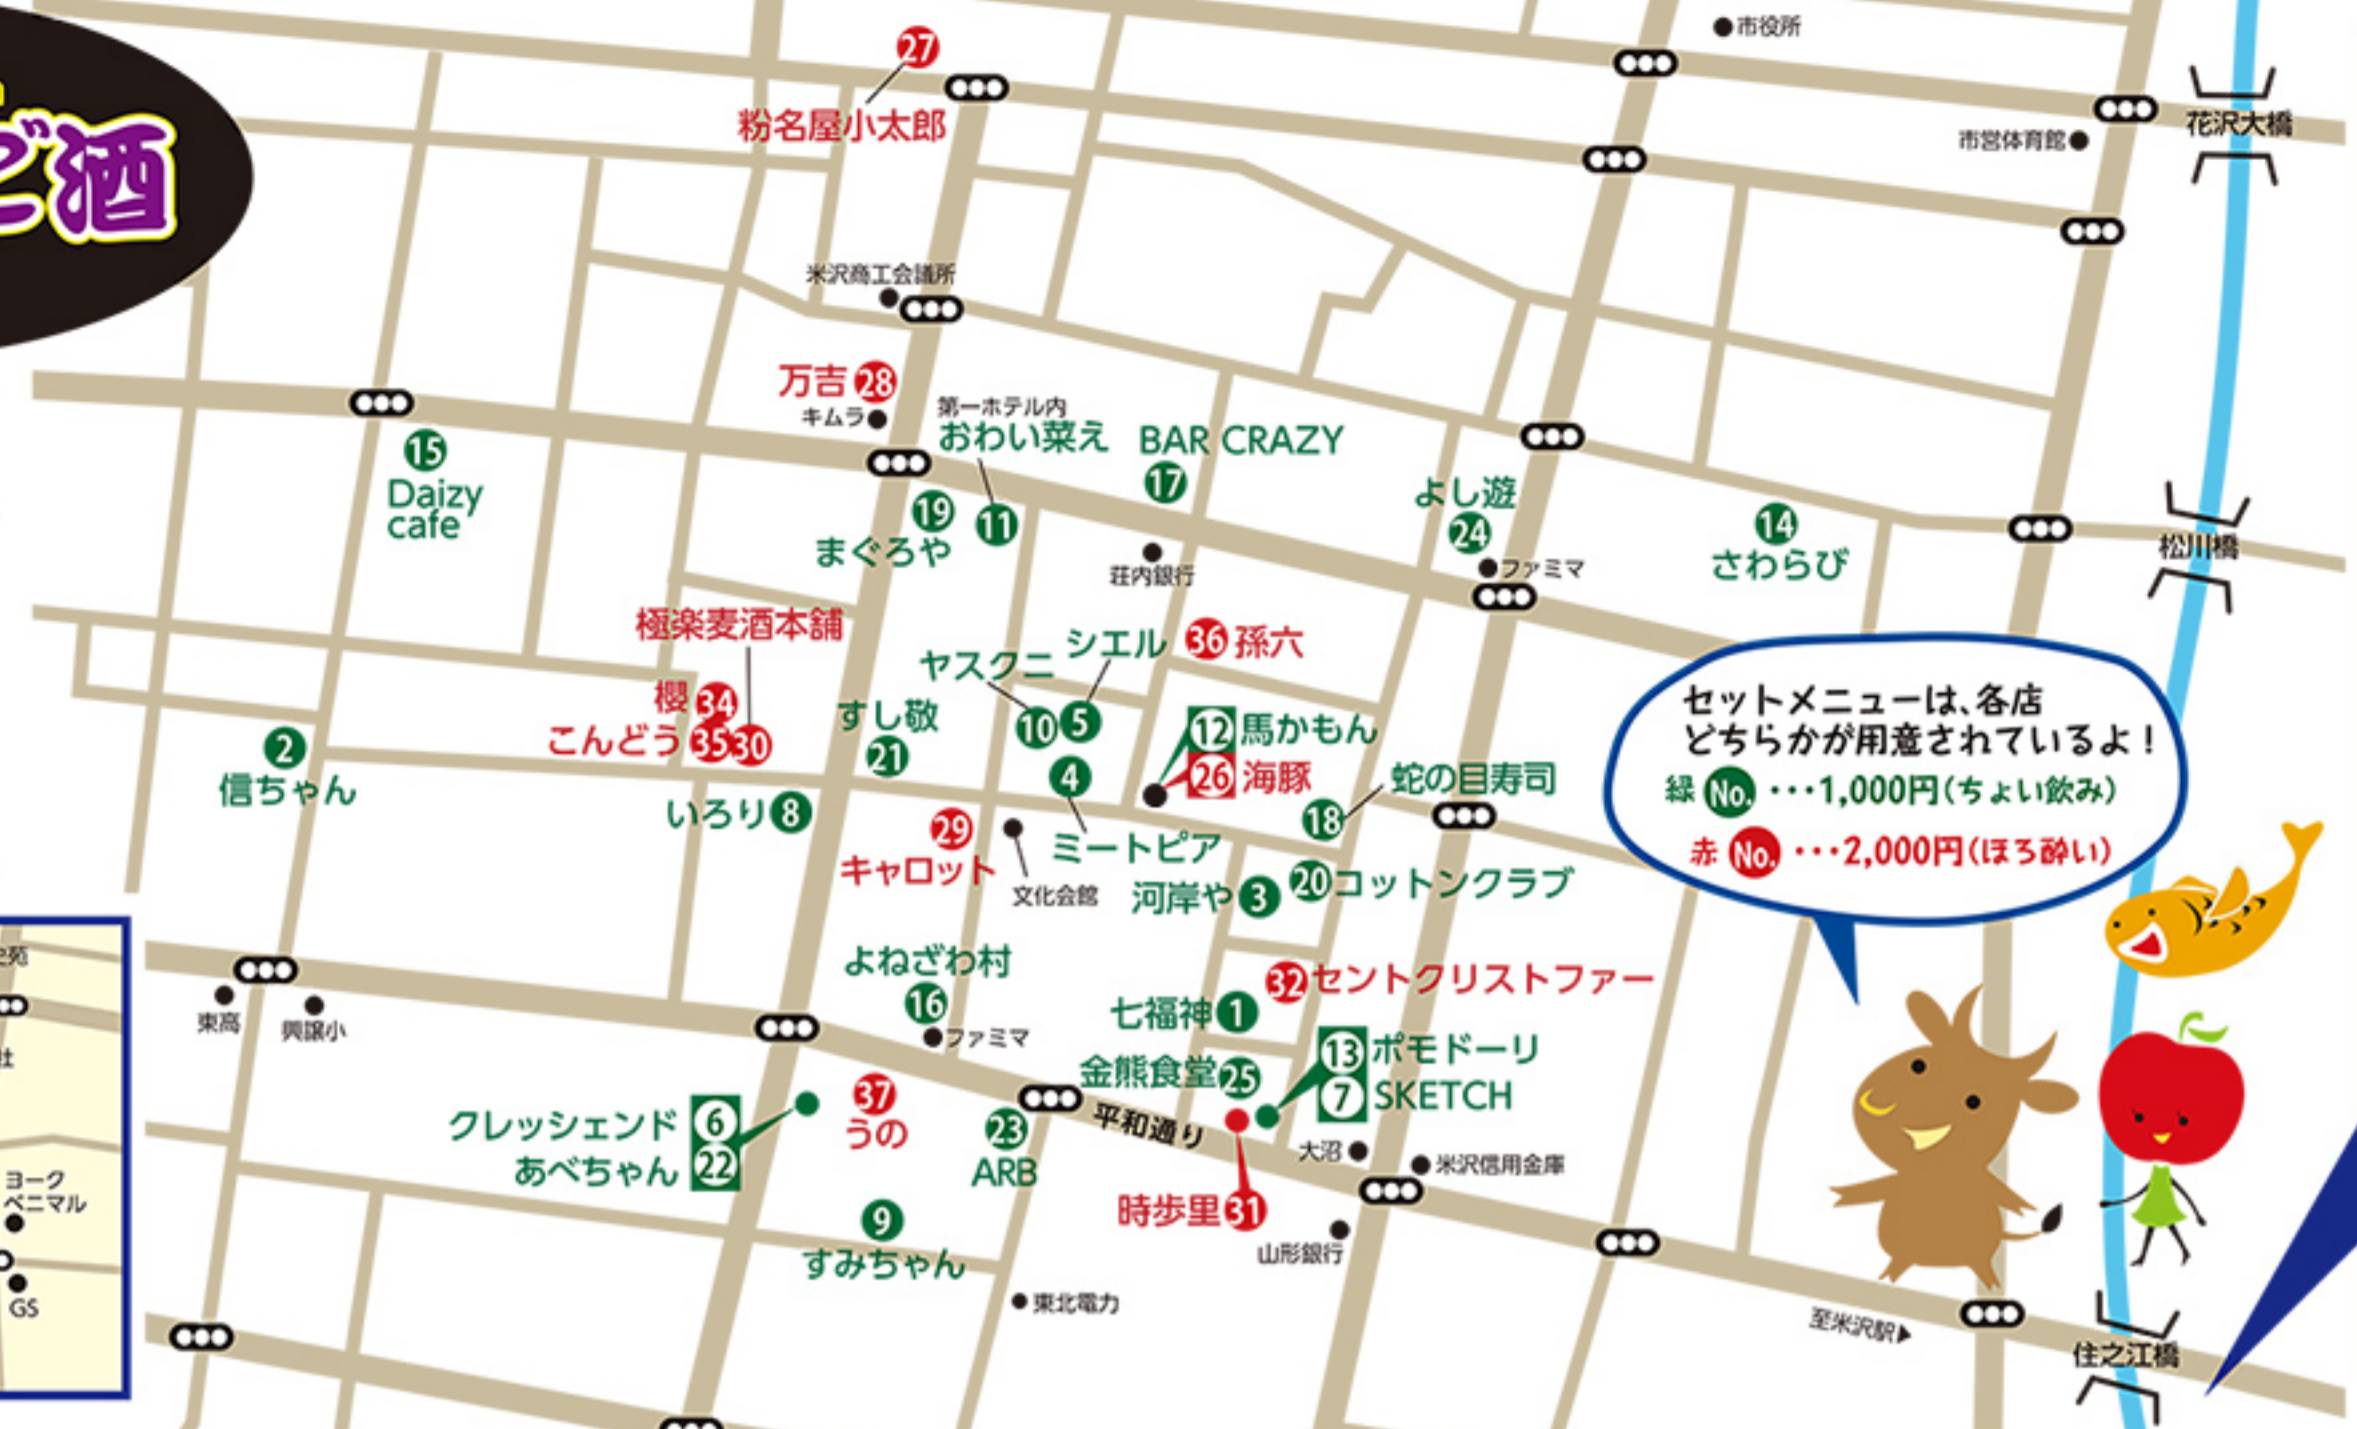 ど酒
27
粉名屋小太郎
市役所
市営体育館
花沢大橋
米沢商工会議所
万吉 28
キムラ
第一ホテル内
おわい菜え
11
BAR CRAZY
17
15
Daizy
cafe
19
まぐろや
荘内銀行
よし遊
24
ファミマ
14
さわらび
松川橋
極楽麦酒本舗
櫻 34
こんどう 35 30
ヤスクニ
10
シエル
5
36 孫六
すし敬
21
4
ミートピア
12 馬かもん
26 海豚
2
信ちゃん
いろり 8
29
キャロット
文化会館
蛇の目寿司
18
河岸や 3
20 コットンクラブ
セットメニューは、各店
どちらかが用意されているよ!
緑 No. ・・・1,000円(ちょい飲み)
赤 No. ・・・2,000円(ほろ酔い)
よねざわ村
16
ファミマ
東高
興譲小
32 セントクリストファー
七福神 1
13 ポモドーリ
7 SKETCH
金熊食堂 25
平和通り
クレッシェンド 6
あべちゃん 22
37
うの
23
ARB
大沼
米沢信用金庫
時歩里 31
山形銀行
9
すみちゃん
東北電力
至米沢駅▶
住之江橋
苑
社
ヨーク
ベニマル
GS